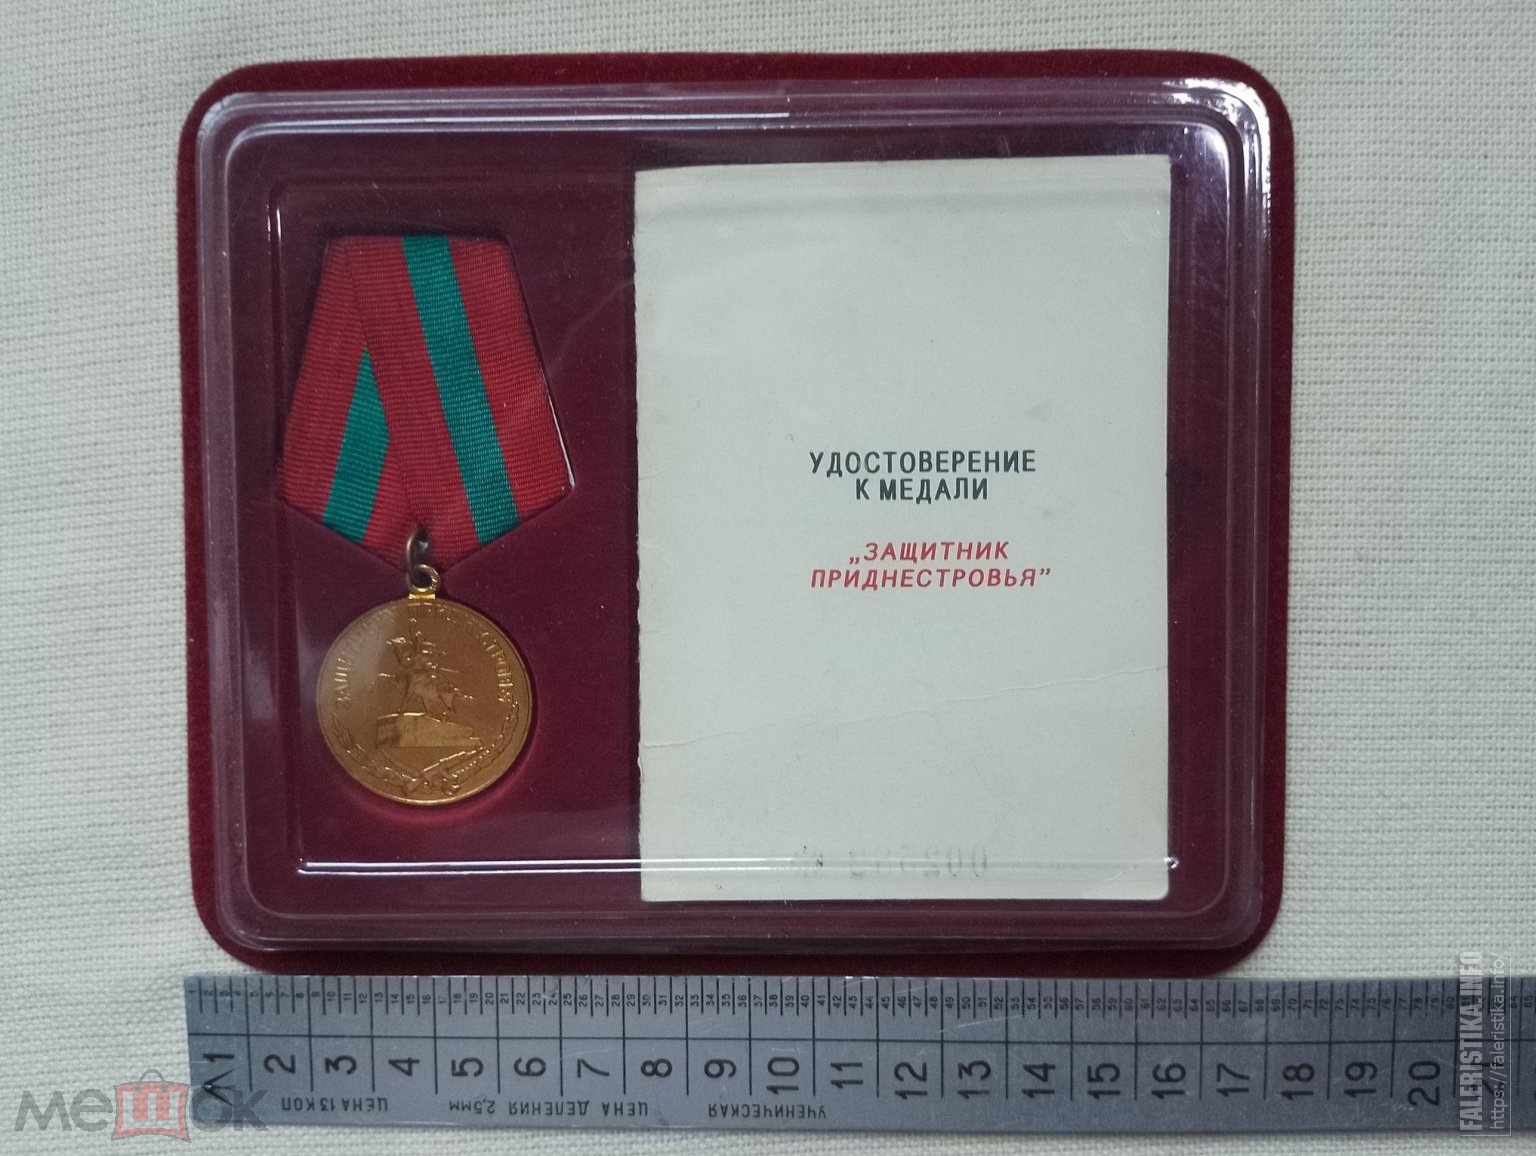 УДОСТОВЕРЕНИЕ
К МЕДАЛИ
„ЗАЩИТНИК
ПРИДНЕСТРОВЬЯ”
ЗАЩИТНИК ПРИДНЕСТРОВЬЯ
1 2 3 4 5 6 7 8 9 10 11 12 13 14 15 16 17 18 19 20
УЧЕНИЧЕСКАЯ ЦЕНА ДЕЛЕНИЯ 2,5мм ЦЕНА 13 КОП
мешок
FALERISTIKA.INFO
https://faleristika.info/